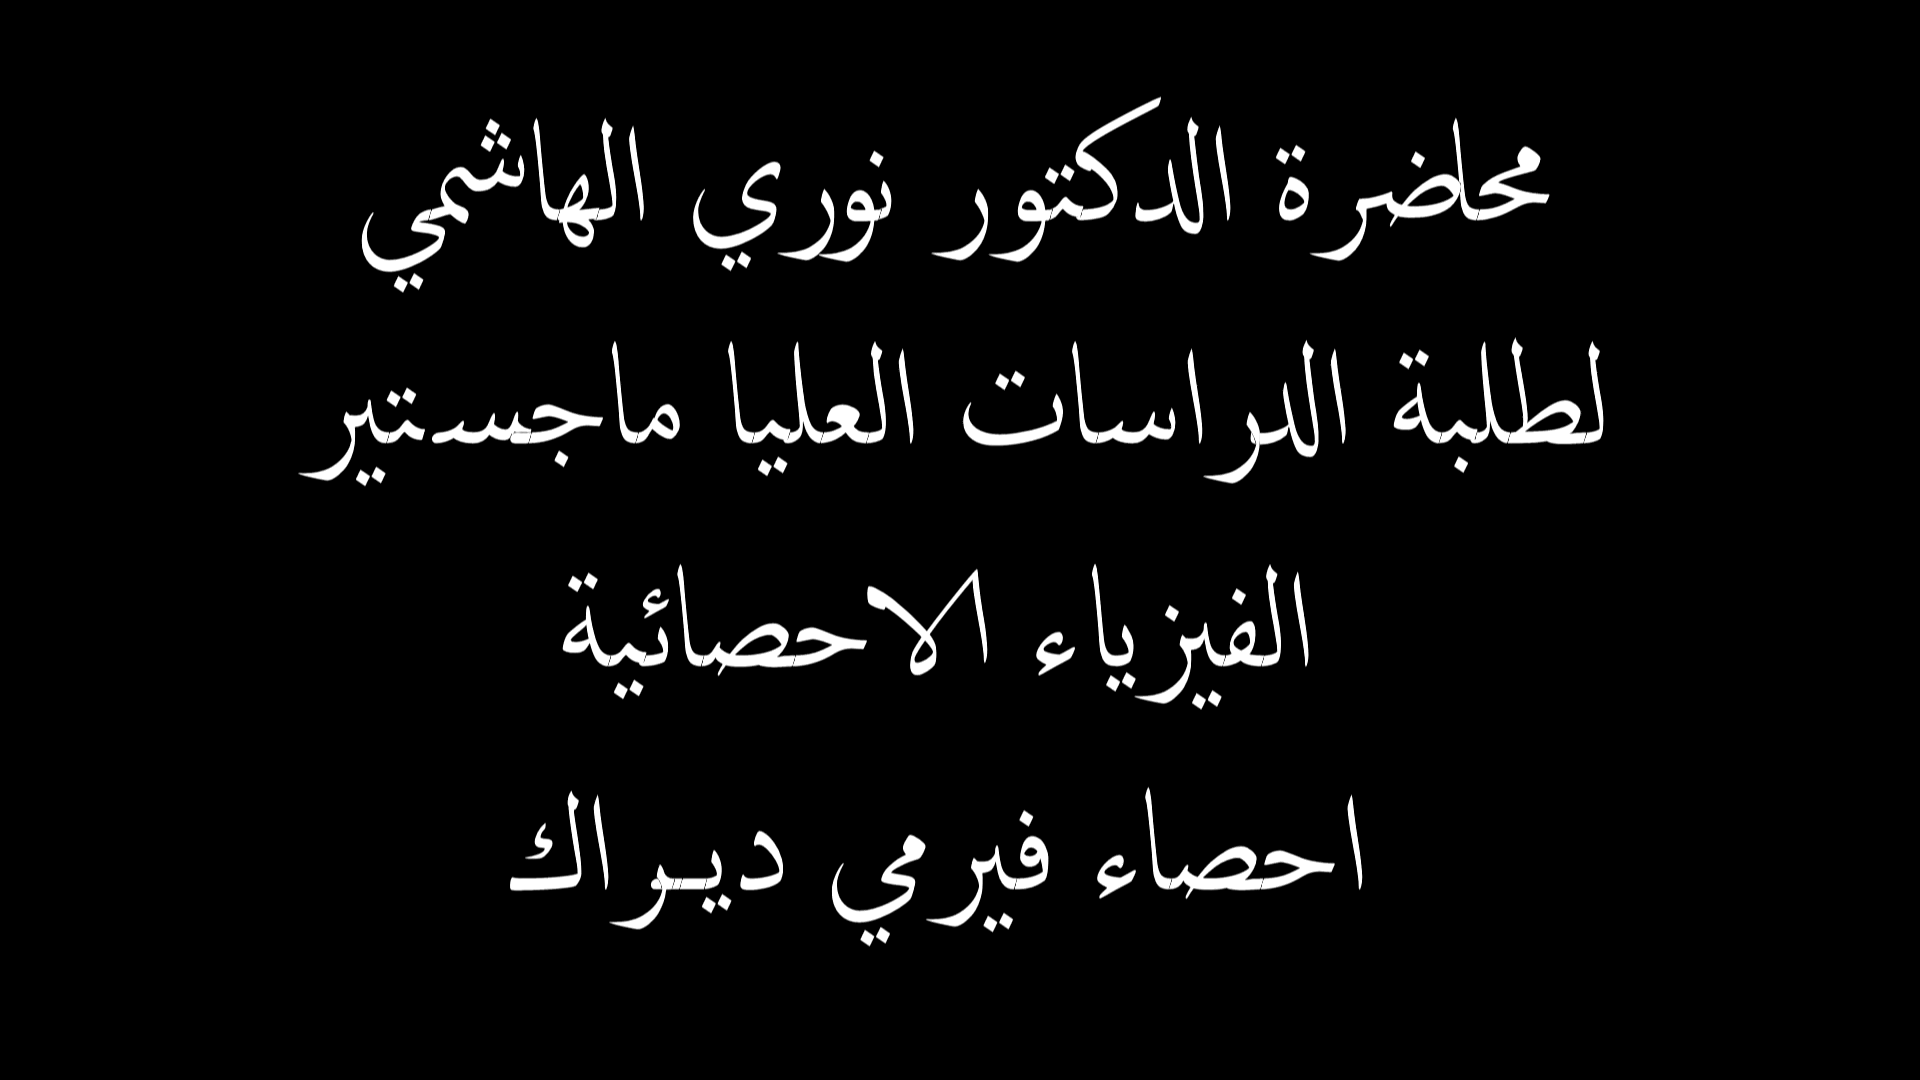 محاضرة الدكتور نوري الهاشمي
لطلبة الدراسات العليا ماجستير
الفيزياء الاحصائية
احصاء فيرمي ديراك